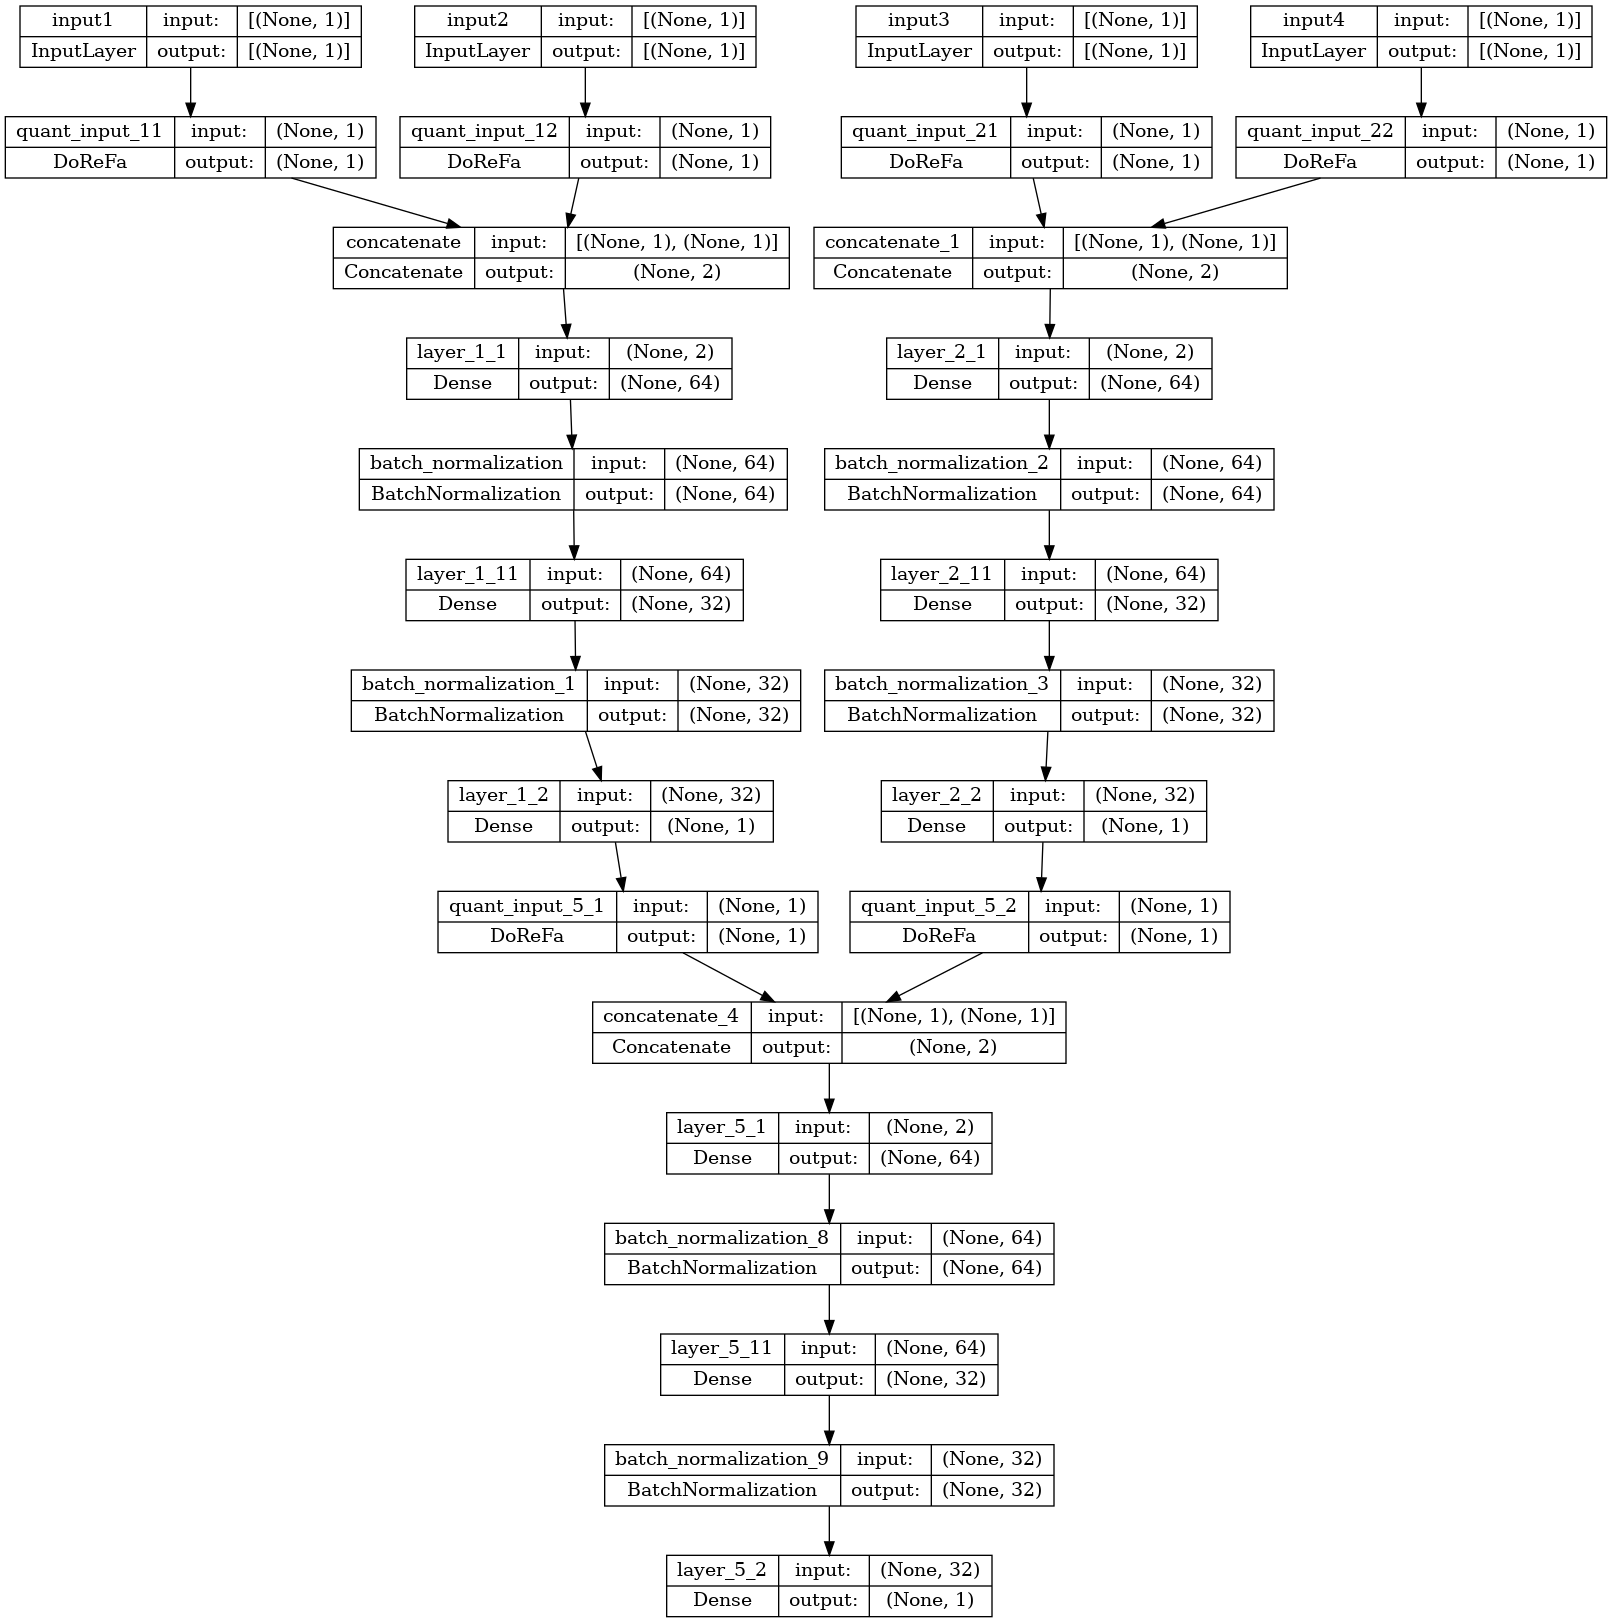 input1 input: [(None, 1)] input2 input: [(None, 1)] input3 input: [(None, 1)] input4 input: [(None, 1)]
InputLayer output: [(None, 1)] InputLayer output: [(None, 1)] InputLayer output: [(None, 1)] InputLayer output: [(None, 1)]
quant_input_11 input: (None, 1) quant_input_12 input: (None, 1) quant_input_21 input: (None, 1) quant_input_22 input: (None, 1)
DoReFa output: (None, 1) DoReFa output: (None, 1) DoReFa output: (None, 1) DoReFa output: (None, 1)
concatenate input: [(None, 1), (None, 1)] concatenate_1 input: [(None, 1), (None, 1)]
Concatenate output: (None, 2) Concatenate output: (None, 2)
layer_1_1 input: (None, 2) layer_2_1 input: (None, 2)
Dense output: (None, 64) Dense output: (None, 64)
batch_normalization input: (None, 64) batch_normalization_2 input: (None, 64)
BatchNormalization output: (None, 64) BatchNormalization output: (None, 64)
layer_1_11 input: (None, 64) layer_2_11 input: (None, 64)
Dense output: (None, 32) Dense output: (None, 32)
batch_normalization_1 input: (None, 32) batch_normalization_3 input: (None, 32)
BatchNormalization output: (None, 32) BatchNormalization output: (None, 32)
layer_1_2 input: (None, 32) layer_2_2 input: (None, 32)
Dense output: (None, 1) Dense output: (None, 1)
quant_input_5_1 input: (None, 1) quant_input_5_2 input: (None, 1)
DoReFa output: (None, 1) DoReFa output: (None, 1)
concatenate_4 input: [(None, 1), (None, 1)]
Concatenate output: (None, 2)
layer_5_1 input: (None, 2)
Dense output: (None, 64)
batch_normalization_8 input: (None, 64)
BatchNormalization output: (None, 64)
layer_5_11 input: (None, 64)
Dense output: (None, 32)
batch_normalization_9 input: (None, 32)
BatchNormalization output: (None, 32)
layer_5_2 input: (None, 32)
Dense output: (None, 1)